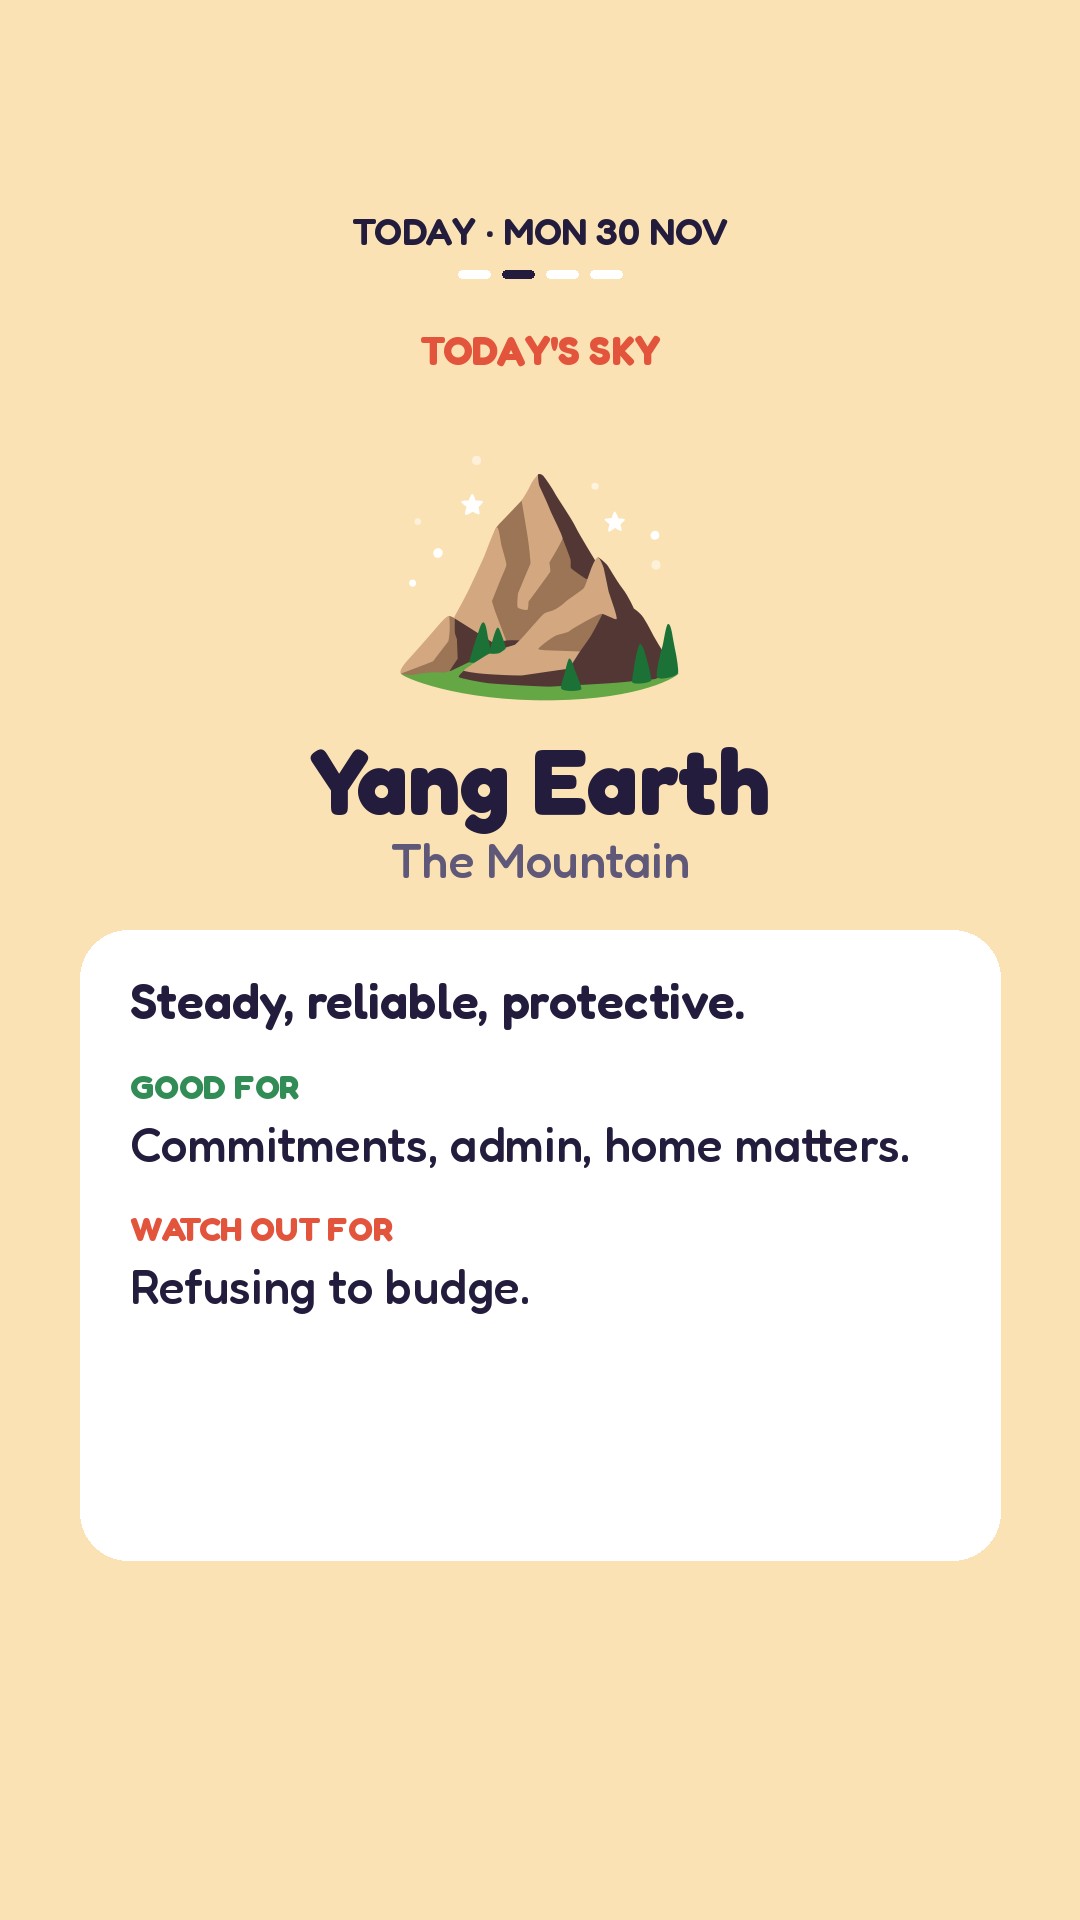 TODAY · MON 30 NOV
TODAY'S SKY
Yang Earth
The Mountain
Steady, reliable, protective.
GOOD FOR
Commitments, admin, home matters.
WATCH OUT FOR
Refusing to budge.